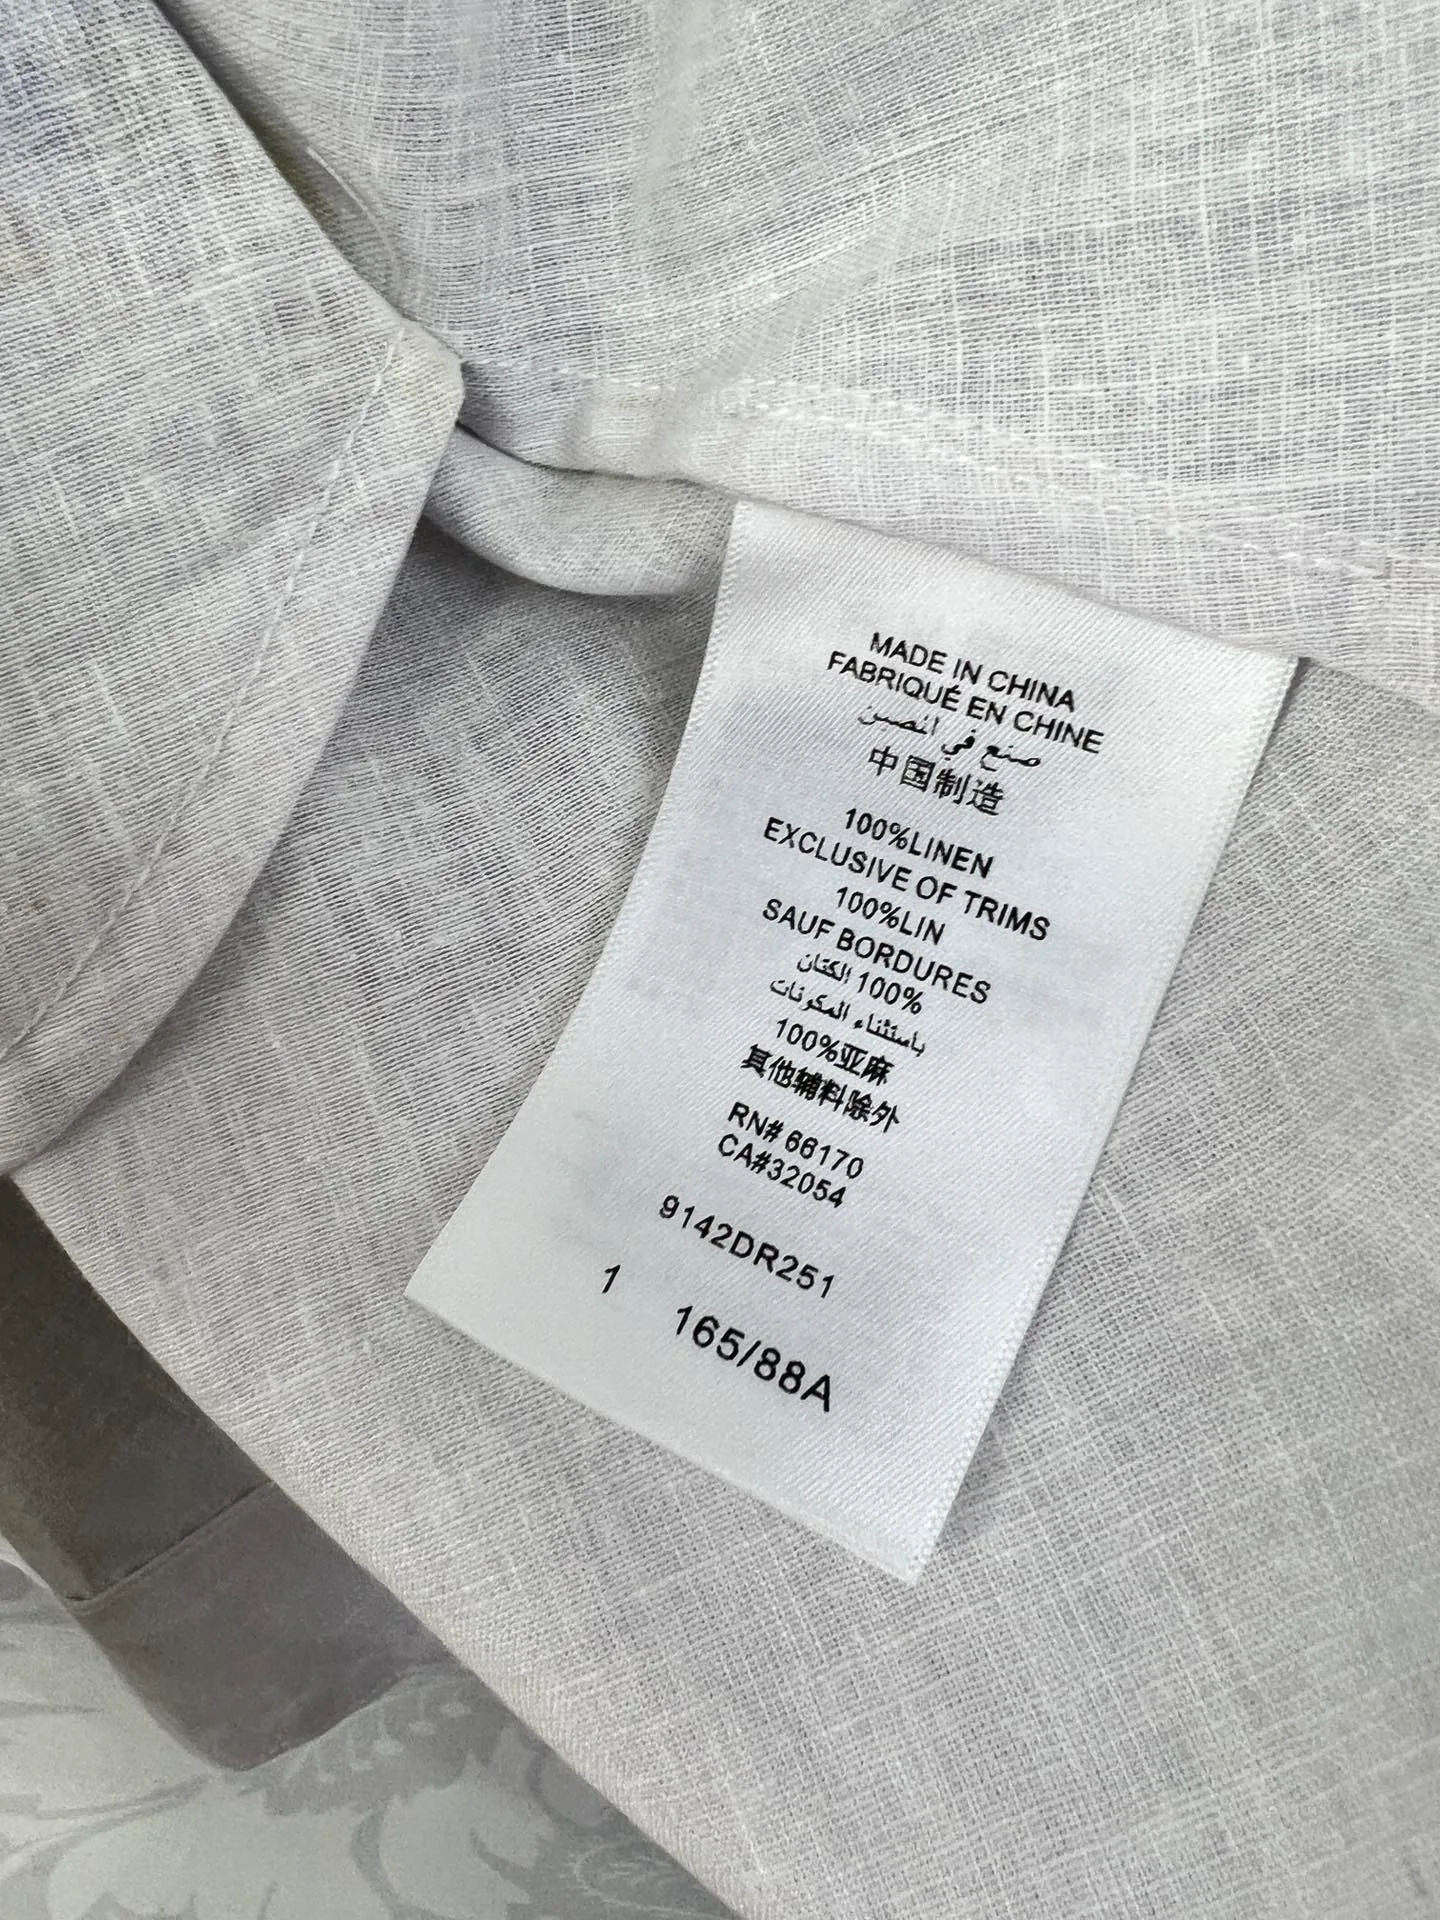 MADE IN CHINA
FABRIQUÉ EN CHINE
صنع في الصين
中国制造
100%LINEN
EXCLUSIVE OF TRIMS
100%LIN
SAUF BORDURES
100% الكتان
باستثناء المكونات
100%亚麻
其他辅料除外
RN# 66170
CA#32054
9142DR251
1 165/88A